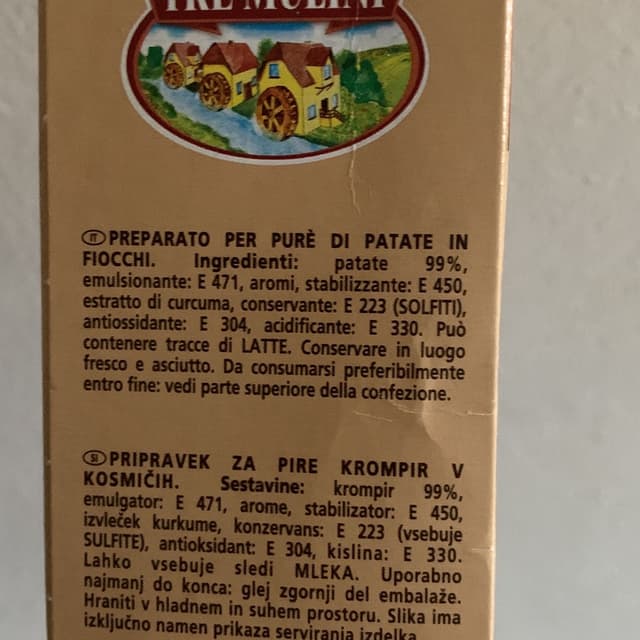 TRE MULINI
IT PREPARATO PER PURÈ DI PATATE IN
FIOCCHI. Ingredienti: patate 99%,
emulsionante: E 471, aromi, stabilizzante: E 450,
estratto di curcuma, conservante: E 223 (SOLFITI),
antiossidante: E 304, acidificante: E 330. Può
contenere tracce di LATTE. Conservare in luogo
fresco e asciutto. Da consumarsi preferibilmente
entro fine: vedi parte superiore della confezione.
SI PRIPRAVEK ZA PIRE KROMPIR V
KOSMIČIH. Sestavine: krompir 99%,
emulgator: E 471, arome, stabilizator: E 450,
izvleček kurkume, konzervans: E 223 (vsebuje
SULFITE), antioksidant: E 304, kislina: E 330.
Lahko vsebuje sledi MLEKA. Uporabno
najmanj do konca: glej zgornji del embalaže.
Hraniti v hladnem in suhem prostoru. Slika ima
izključno namen prikaza serviranja izdelka.